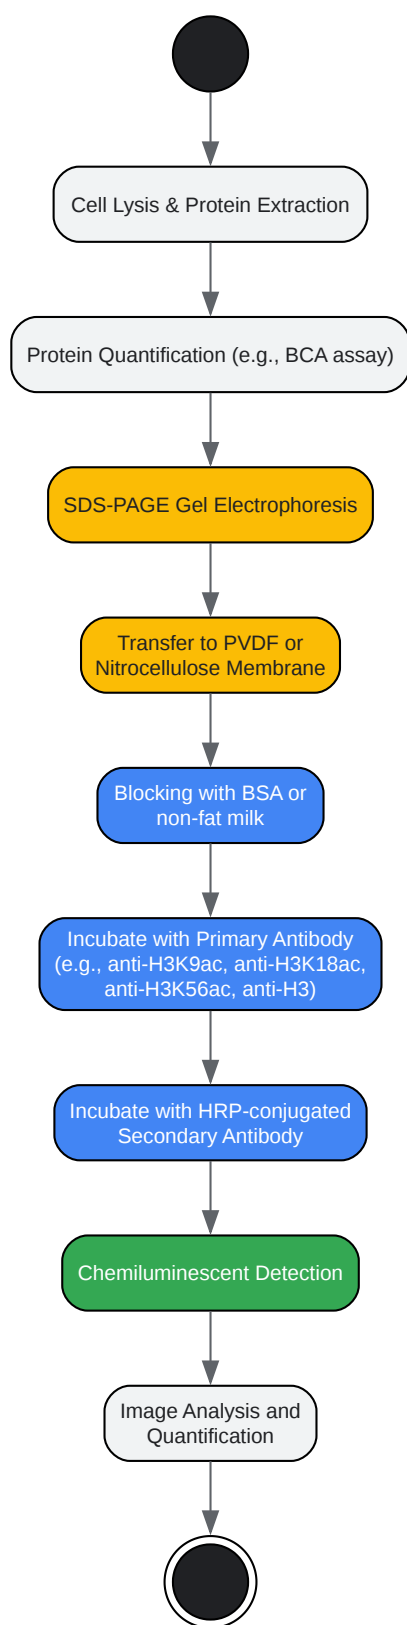 Cell Lysis & Protein Extraction
Protein Quantification (e.g., BCA assay)
SDS-PAGE Gel Electrophoresis
Transfer to PVDF or
Nitrocellulose Membrane
Blocking with BSA or
non-fat milk
Incubate with Primary Antibody
(e.g., anti-H3K9ac, anti-H3K18ac,
anti-H3K56ac, anti-H3)
Incubate with HRP-conjugated
Secondary Antibody
Chemiluminescent Detection
Image Analysis and
Quantification